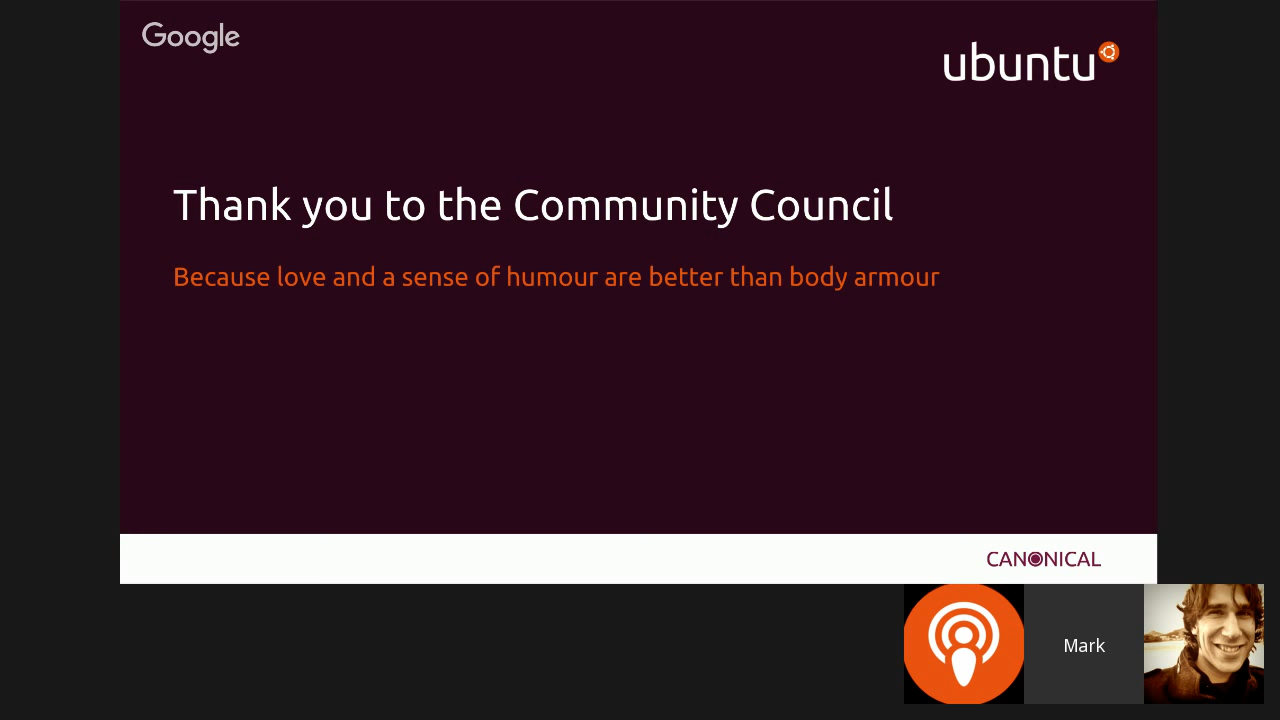 Google
ubuntu
Thank you to the Community Council
Because love and a sense of humour are better than body armour
CANONICAL
Mark